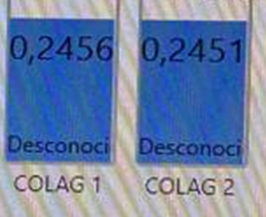 0,2456 0,2451
Desconoci Desconoci
COLAG 1 COLAG 2